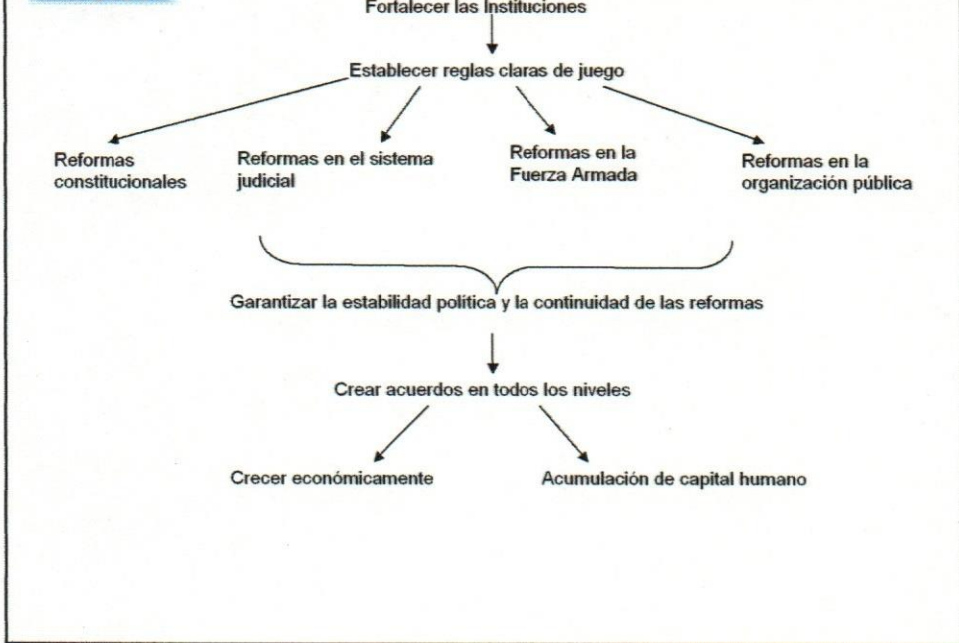 Fortalecer las Instituciones
Establecer reglas claras de juego
Reformas
constitucionales
Reformas en el sistema
judicial
Reformas en la
Fuerza Armada
Reformas en la
organización pública
Garantizar la estabilidad política y la continuidad de las reformas
Crear acuerdos en todos los niveles
Crecer económicamente
Acumulación de capital humano